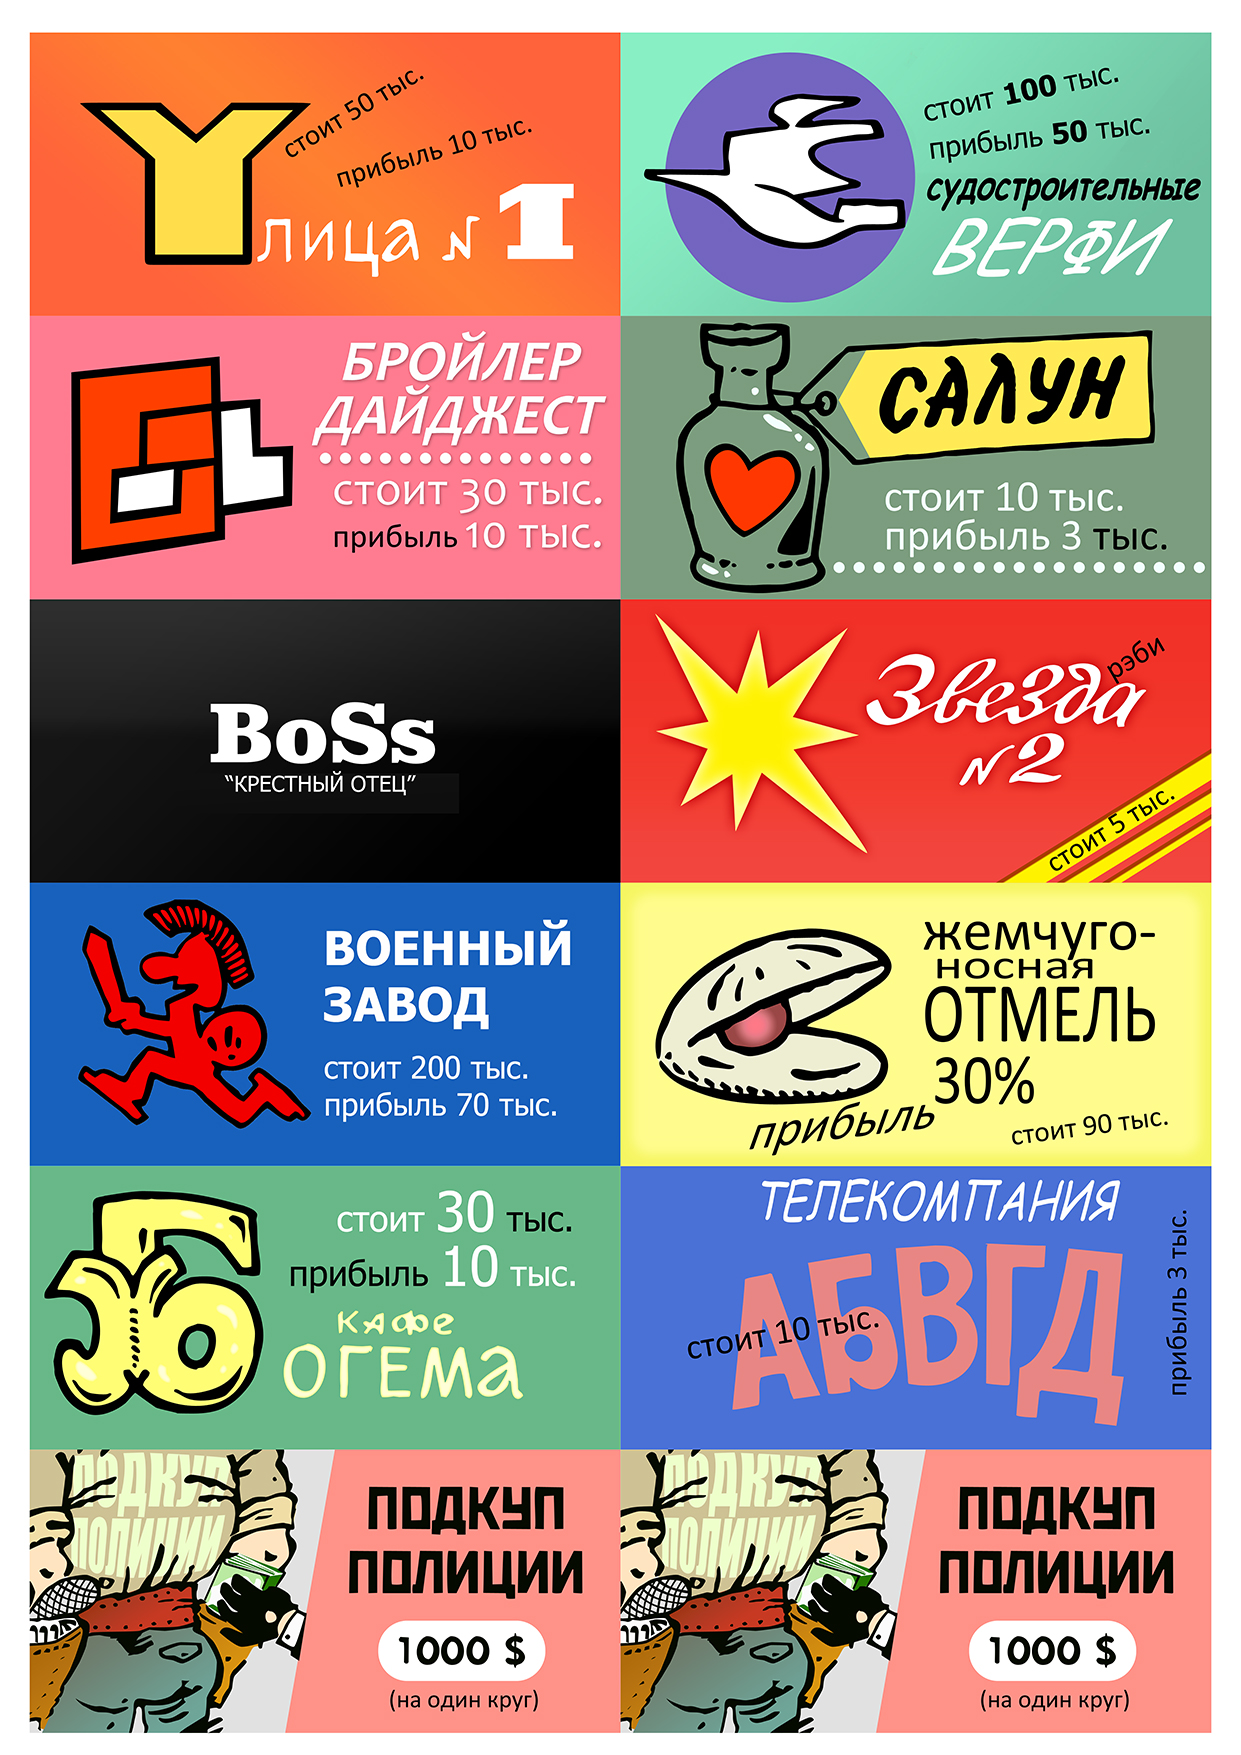 стоит 50 тыс.
прибыль 10 тыс.
Улица N 1
стоит 100 тыс.
прибыль 50 тыс.
судостроительные
ВЕРФИ
БРОЙЛЕР
ДАЙДЖЕСТ
стоит 30 тыс.
прибыль 10 тыс.
САЛУН
стоит 10 тыс.
прибыль 3 тыс.
BoSs
"КРЕСТНЫЙ ОТЕЦ"
Звезда рэби
N 2
стоит 5 тыс.
ВОЕННЫЙ
ЗАВОД
стоит 200 тыс.
прибыль 70 тыс.
жемчуго-
носная
ОТМЕЛЬ
30%
прибыль
стоит 90 тыс.
стоит 30 тыс.
прибыль 10 тыс.
КАФЕ
ОГЕМА
ТЕЛЕКОМПАНИЯ
АБВГД
стоит 10 тыс.
прибыль 3 тыс.
ПОДКУП
ПОЛИЦИИ
ПОДКУП
ПОЛИЦИИ
1000 $
(на один круг)
ПОДКУП
ПОЛИЦИИ
ПОДКУП
ПОЛИЦИИ
1000 $
(на один круг)